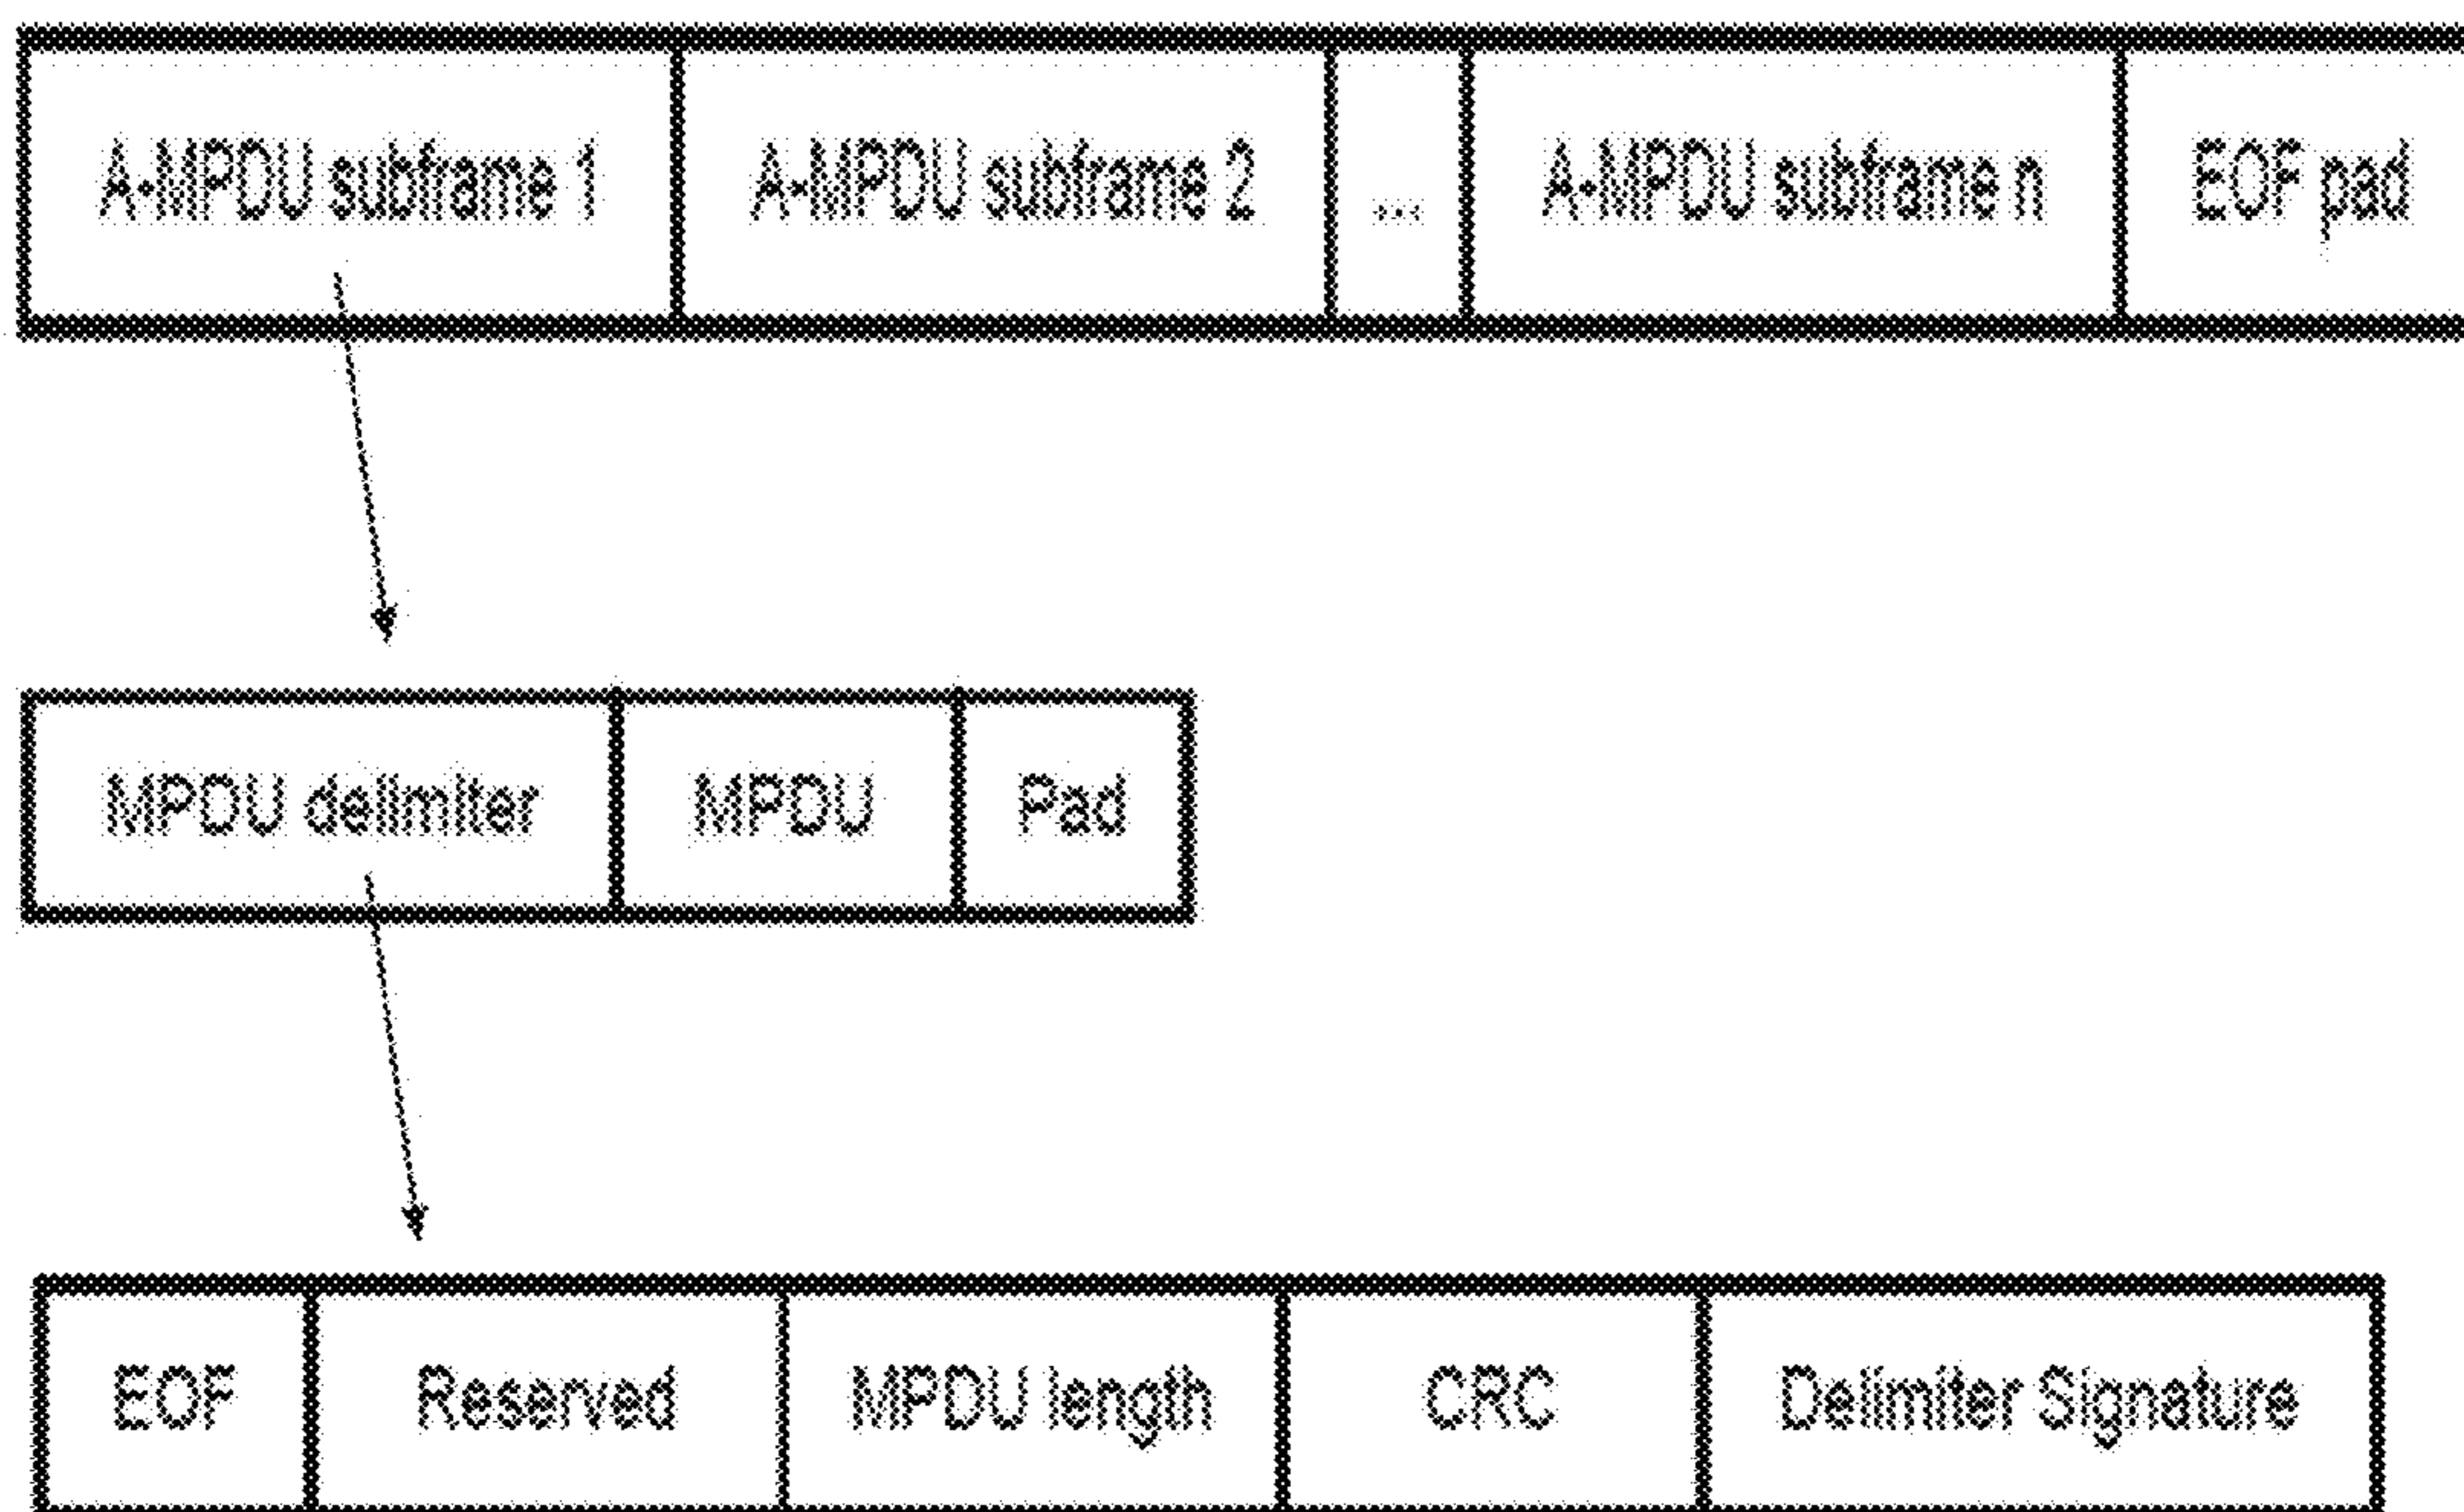 A-MPDU subframe 1 A-MPDU subframe 2 ... A-MPDU subframe n EOF pad
MPDU delimiter MPDU Pad
EOF Reserved MPDU length CRC Delimiter Signature